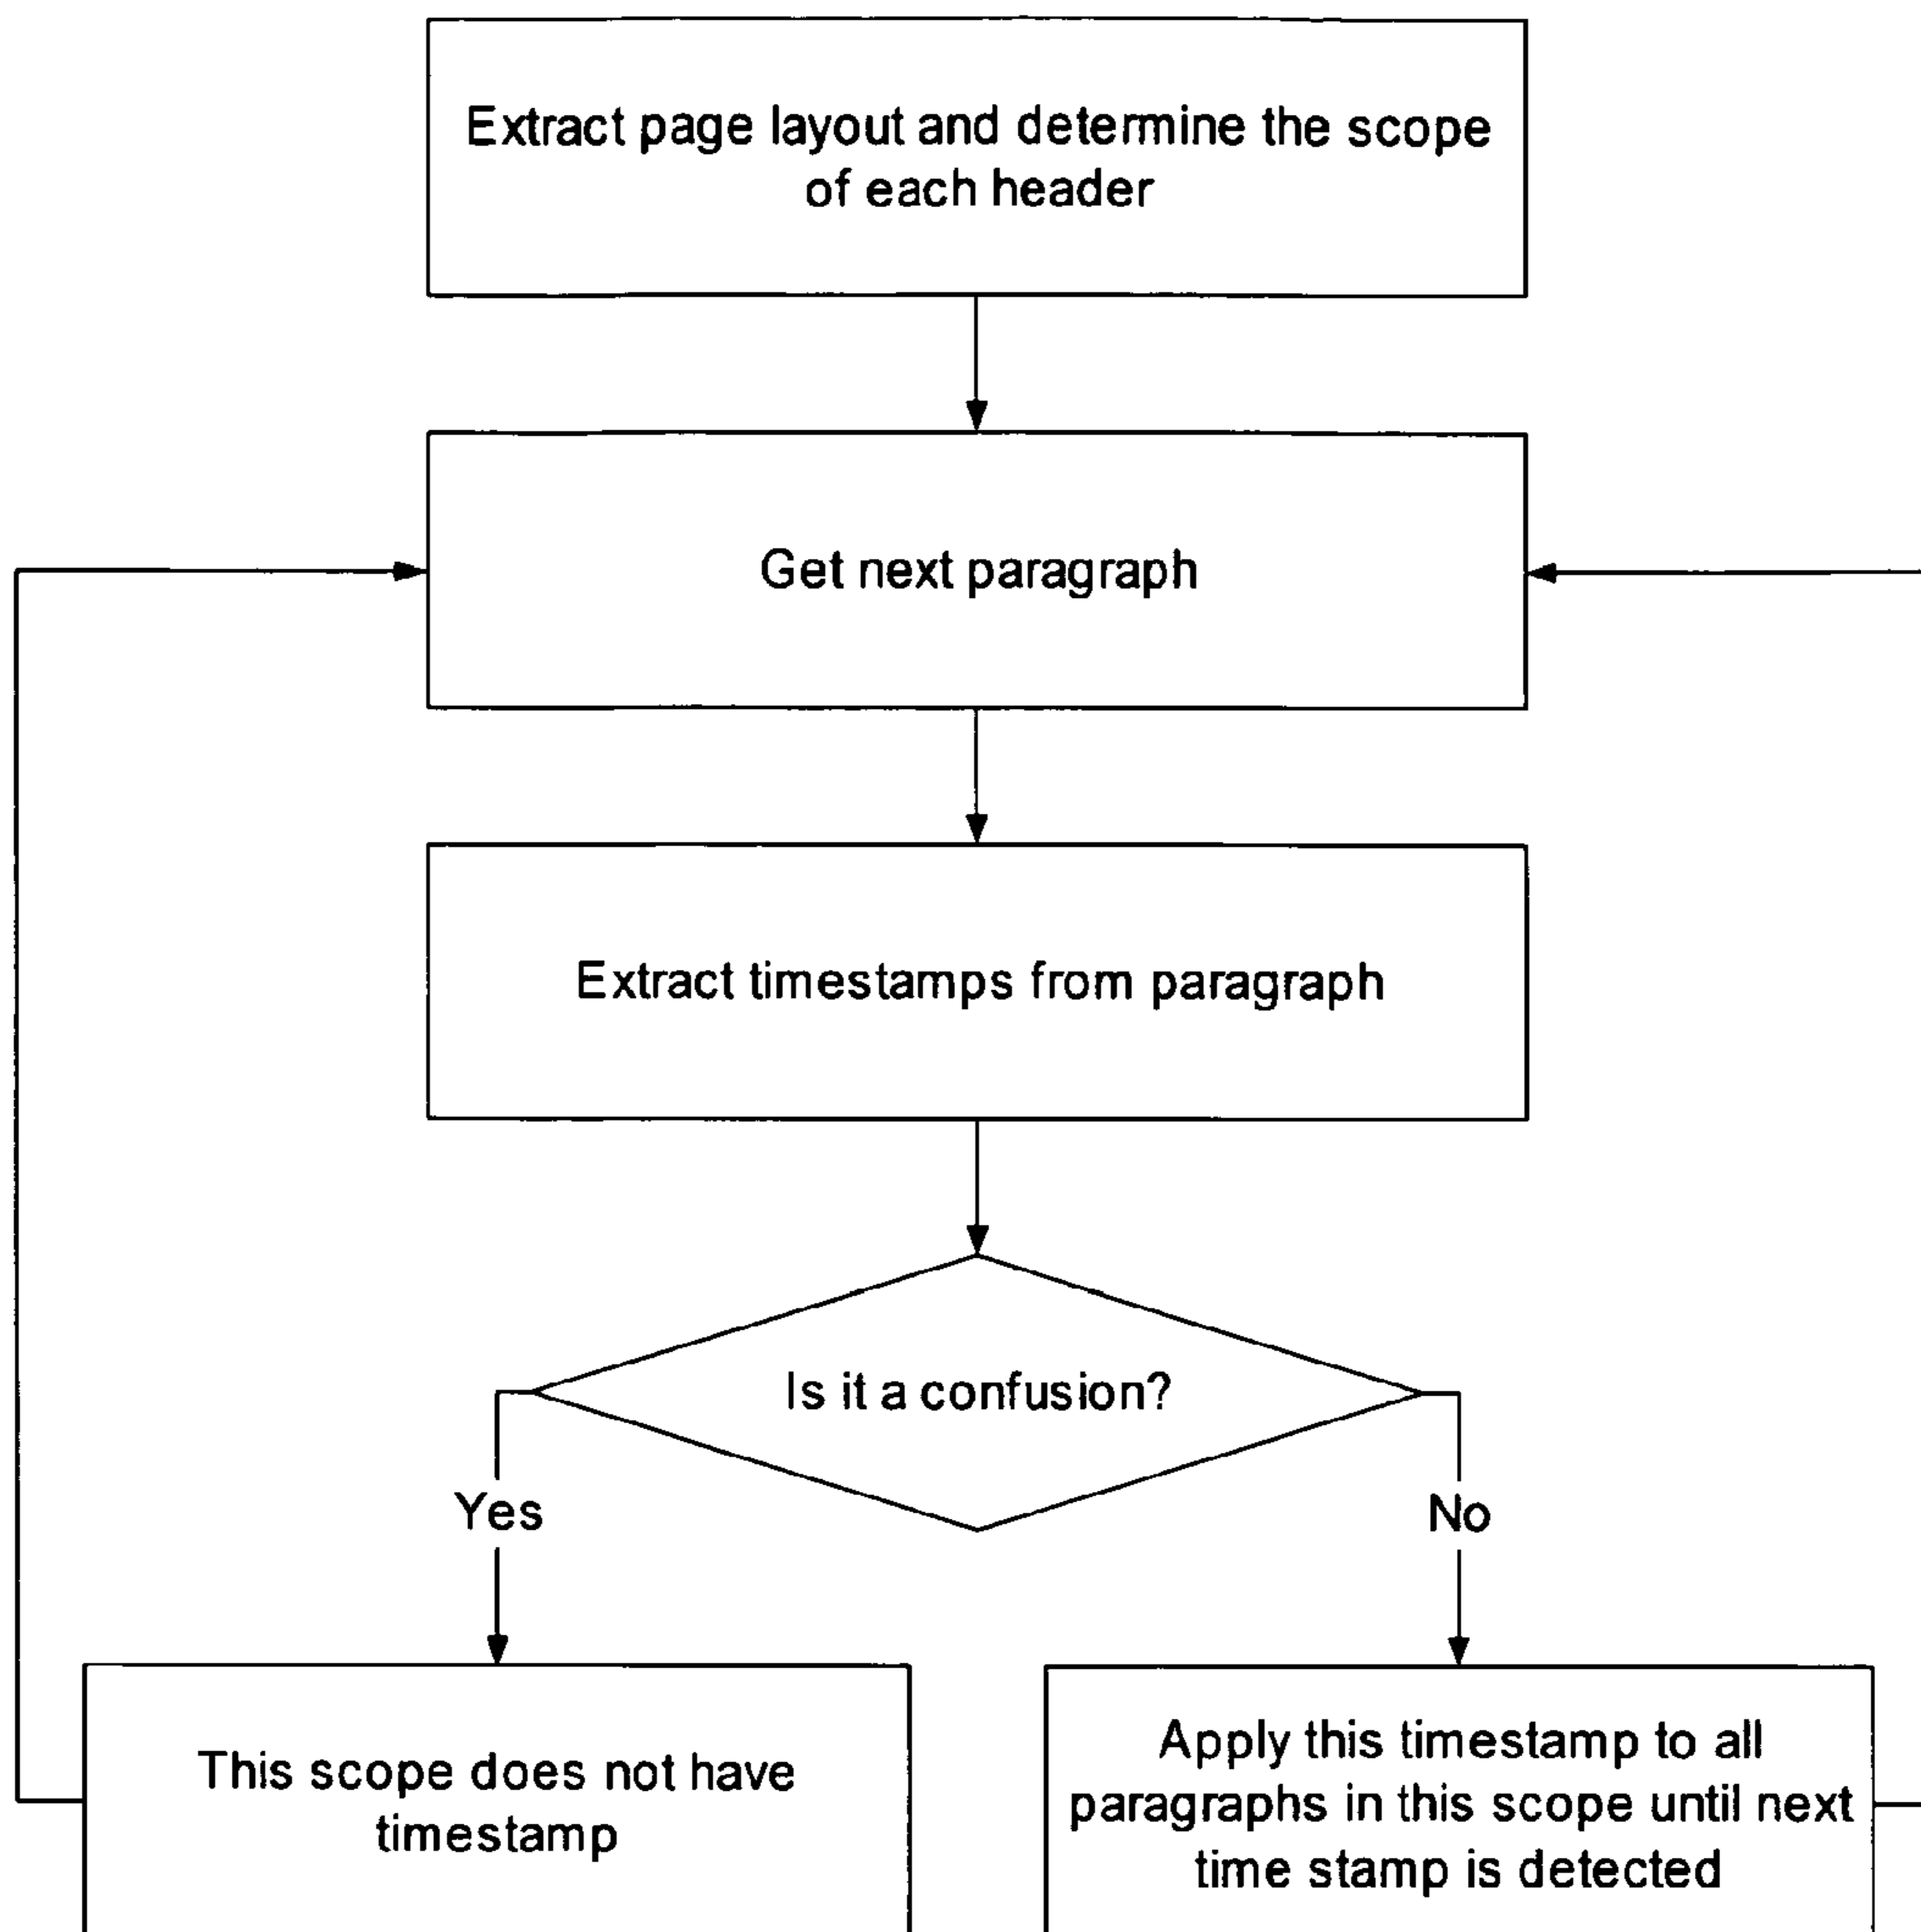 Extract page layout and determine the scope
of each header
Get next paragraph
Extract timestamps from paragraph
Is it a confusion?
Yes
No
This scope does not have
timestamp
Apply this timestamp to all
paragraphs in this scope until next
time stamp is detected